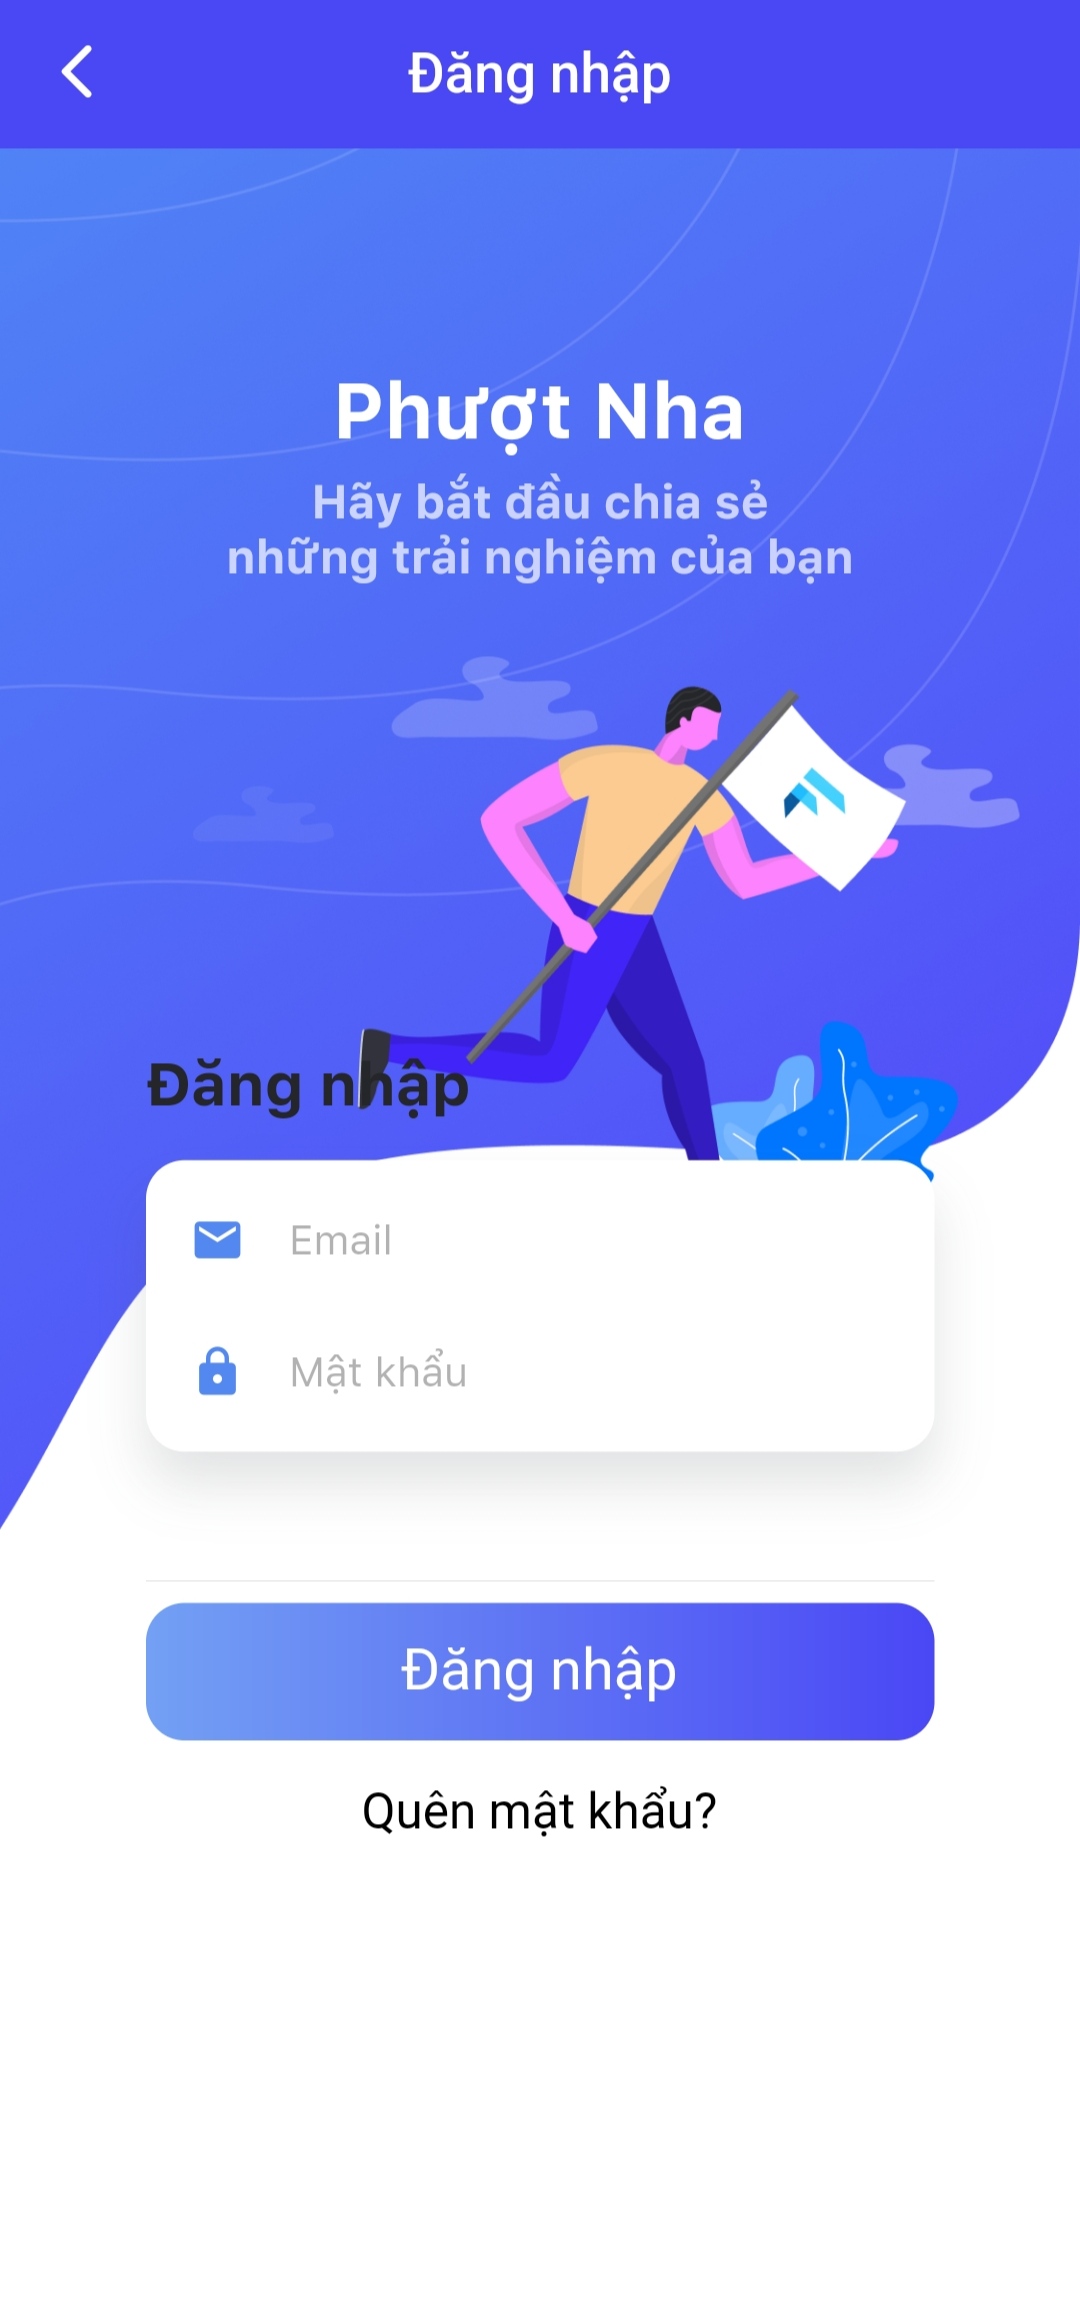 Đăng nhập
Phượt Nha
Hãy bắt đầu chia sẻ
những trải nghiệm của bạn
Đăng nhập
Email
Mật khẩu
Đăng nhập
Quên mật khẩu?